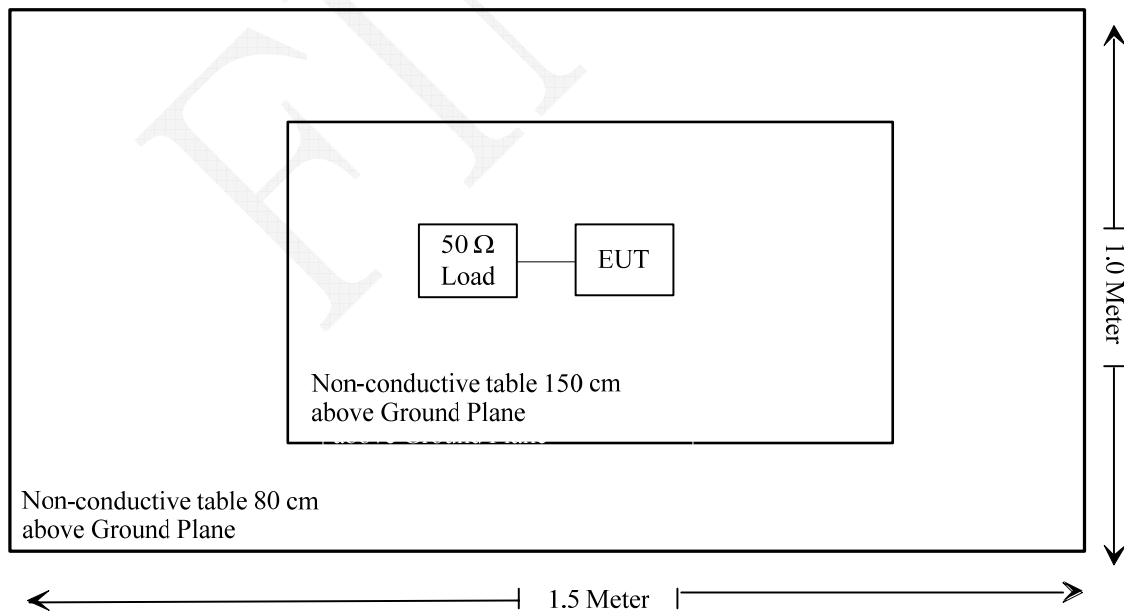 50 Ω
Load
EUT
Non-conductive table 150 cm
above Ground Plane
Non-conductive table 80 cm
above Ground Plane
1.0 Meter
1.5 Meter